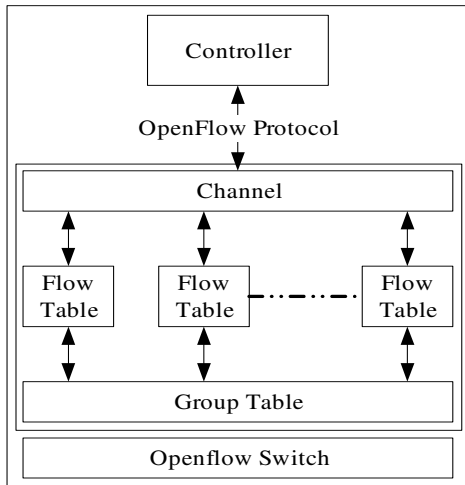 Controller
OpenFlow Protocol
Channel
Flow Table
Flow Table
Flow Table
Group Table
Openflow Switch